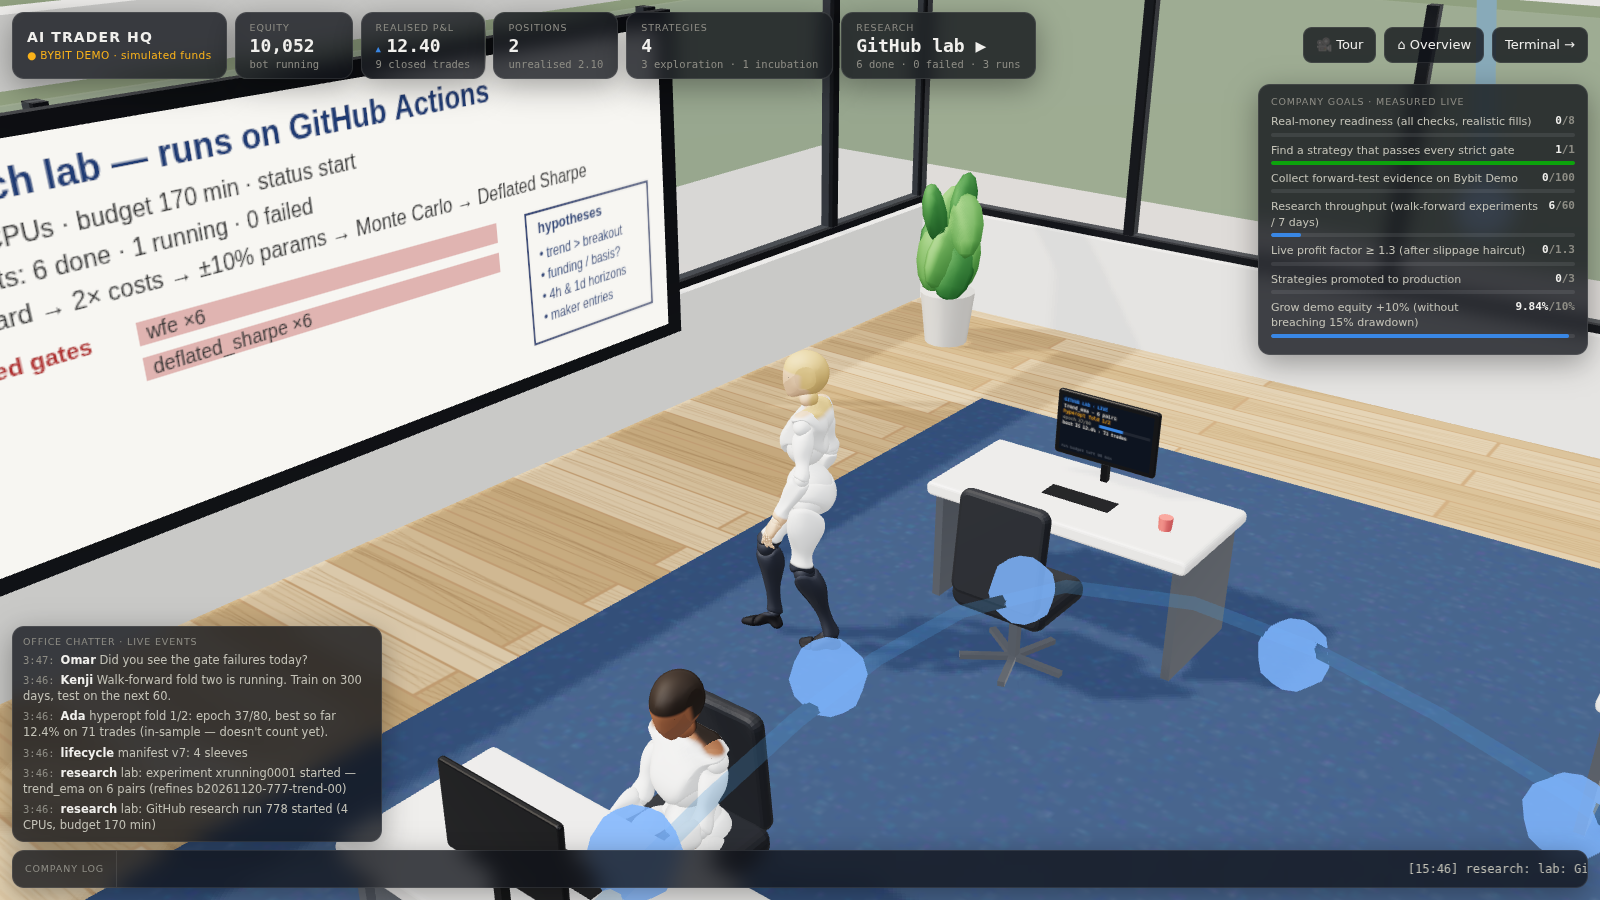 AI TRADER HQ
● BYBIT DEMO · simulated funds
EQUITY
10,052
bot running
REALISED P&L
▲ 12.40
9 closed trades
POSITIONS
2
unrealised 2.10
STRATEGIES
4
3 exploration · 1 incubation
RESEARCH
GitHub lab ▶
6 done · 0 failed · 3 runs
🎥 Tour
⌂ Overview
Terminal →
COMPANY GOALS · MEASURED LIVE
Real-money readiness (all checks, realistic fills) 0/8
Find a strategy that passes every strict gate 1/1
Collect forward-test evidence on Bybit Demo 0/100
Research throughput (walk-forward experiments 6/60
/ 7 days)
Live profit factor ≥ 1.3 (after slippage haircut) 0/1.3
Strategies promoted to production 0/3
Grow demo equity +10% (without 9.84%/10%
breaching 15% drawdown)
ch lab — runs on GitHub Actions
CPUs · budget 170 min · status start
ts: 6 done · 1 running · 0 failed
ard → 2× costs → ±10% params → Monte Carlo → Deflated Sharpe
ed gates
wfe ×6
deflated_sharpe ×6
hypotheses
• trend > breakout
• funding / basis?
• 4h & 1d horizons
• maker entries
GITHUB LAB · LIVE
trend_ema · 6 pairs
hyperopt fold 1/2
OFFICE CHATTER · LIVE EVENTS
3:47: Omar Did you see the gate failures today?
3:46: Kenji Walk-forward fold two is running. Train on 300
days, test on the next 60.
3:46: Ada hyperopt fold 1/2: epoch 37/80, best so far
12.4% on 71 trades (in-sample — doesn't count yet).
3:46: lifecycle manifest v7: 4 sleeves
3:46: research lab: experiment xrunning0001 started —
trend_ema on 6 pairs (refines b20261120-777-trend-00)
3:46: research lab: GitHub research run 778 started (4
CPUs, budget 170 min)
COMPANY LOG
[15:46] research: lab: Gi